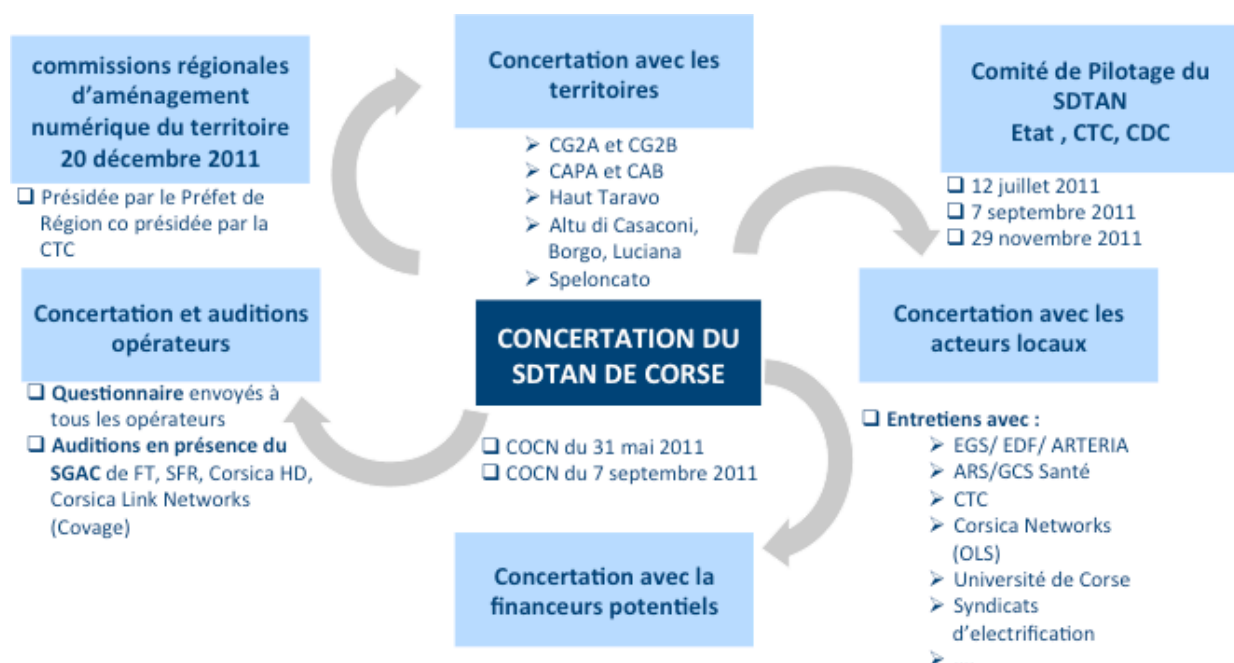 commissions régionales
d'aménagement
numérique du territoire
20 décembre 2011
❑ Présidée par le Préfet de
Région co présidée par la
CTC
Concertation avec les
territoires
➢ CG2A et CG2B
➢ CAPA et CAB
➢ Haut Taravo
➢ Altu di Casaconi,
Borgo, Luciana
➢ Speloncato
Comité de Pilotage du
SDTAN
Etat , CTC, CDC
❑ 12 juillet 2011
❑ 7 septembre 2011
❑ 29 novembre 2011
Concertation et auditions
opérateurs
❑ Questionnaire envoyés à
tous les opérateurs
❑ Auditions en présence du
SGAC de FT, SFR, Corsica HD,
Corsica Link Networks
(Covage)
CONCERTATION DU
SDTAN DE CORSE
❑ COCN du 31 mai 2011
❑ COCN du 7 septembre 2011
Concertation avec les
acteurs locaux
❑ Entretiens avec :
➢ EGS/ EDF/ ARTERIA
➢ ARS/GCS Santé
➢ CTC
➢ Corsica Networks
(OLS)
➢ Université de Corse
➢ Syndicats
d'electrification
➢ ...
Concertation avec la
financeurs potentiels